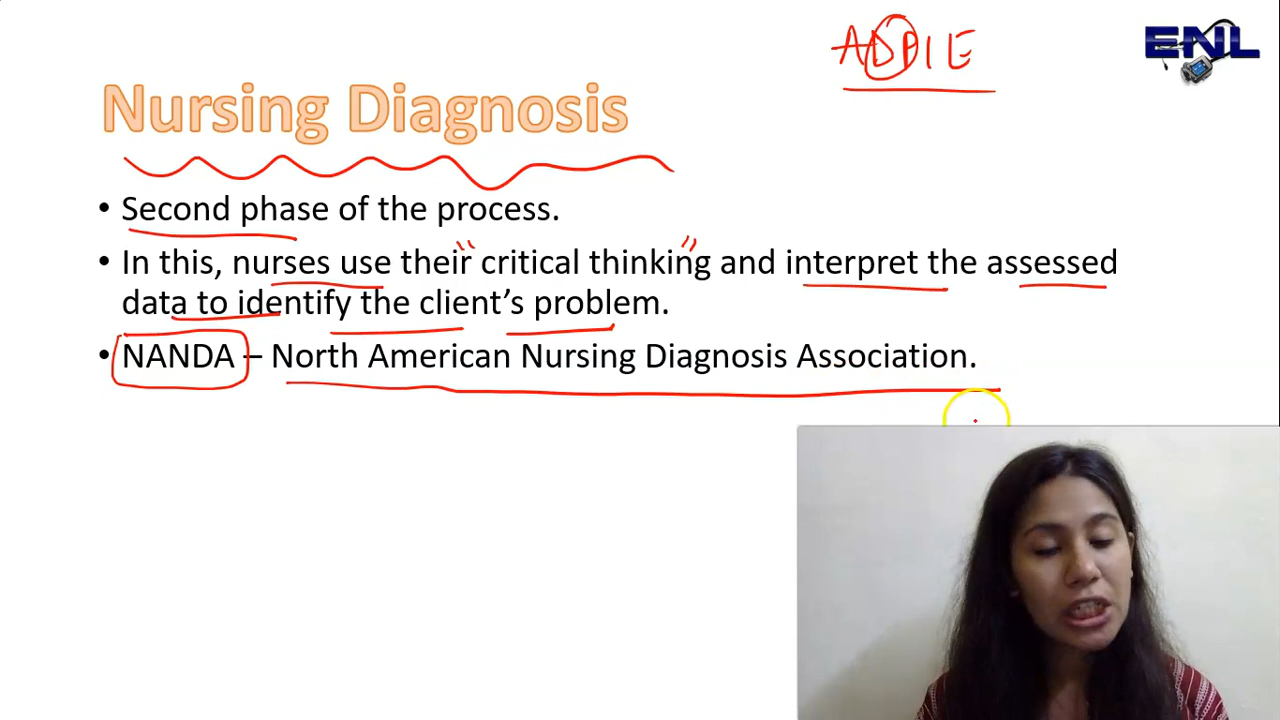 ADPIE
ENL
Nursing Diagnosis
• Second phase of the process.
• In this, nurses use their " critical thinking " and interpret the assessed
data to identify the client’s problem.
• NANDA – North American Nursing Diagnosis Association.